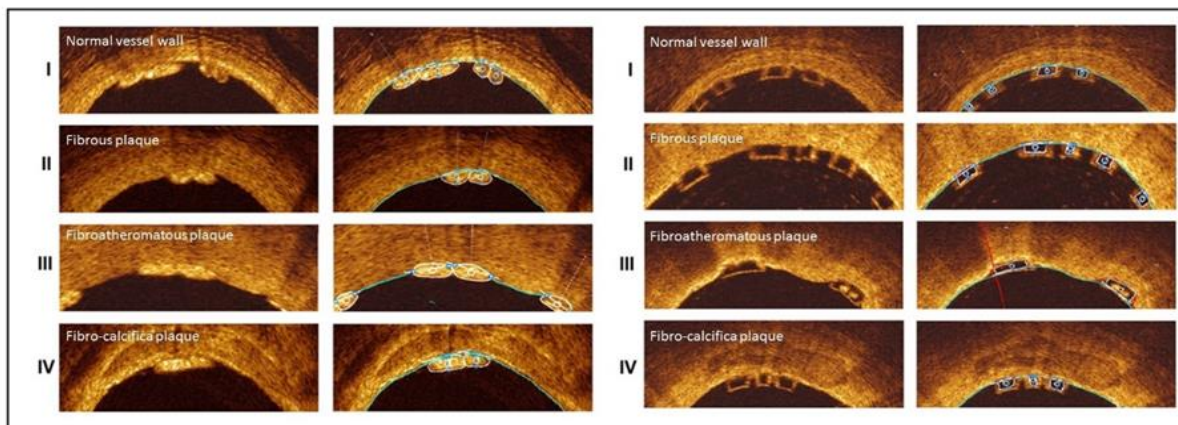 Normal vessel wall
I
Fibrous plaque
II
Fibroatheromatous plaque
III
Fibro-calcifica plaque
IV
Normal vessel wall
I
Fibrous plaque
II
Fibroatheromatous plaque
III
Fibro-calcifica plaque
IV